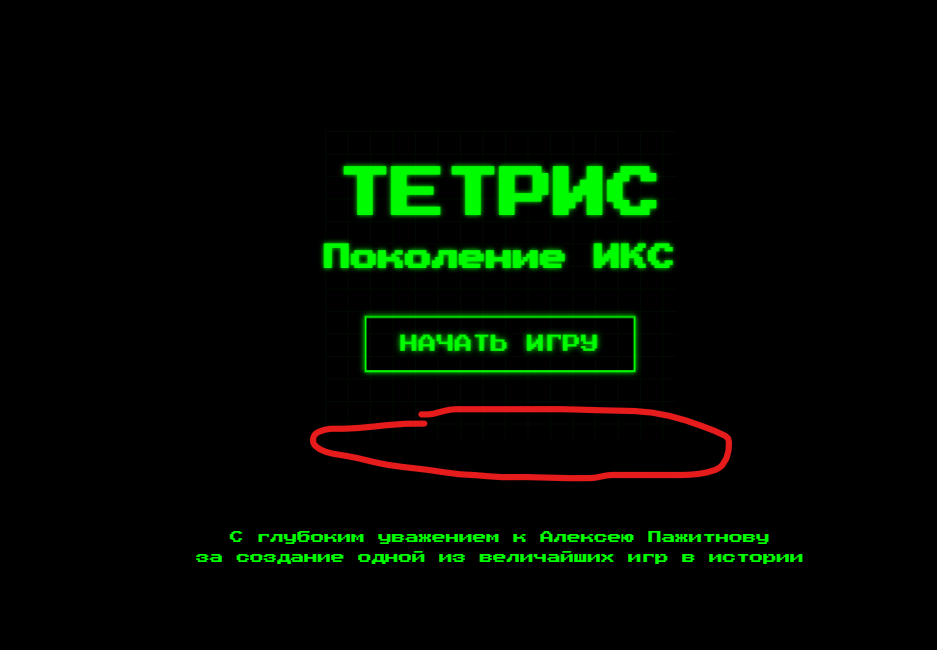 ТЕТРИС
Поколение ИКС
НАЧАТЬ ИГРУ
С глубоким уважением к Алексею Пажитнову
за создание одной из величайших игр в истории